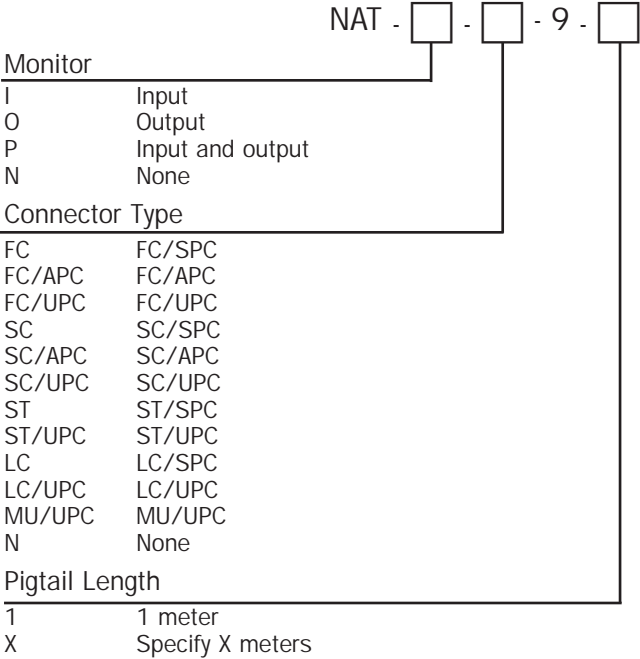 NAT - - - 9 -
Monitor
I Input
O Output
P Input and output
N None
Connector Type
FC FC/SPC
FC/APC FC/APC
FC/UPC FC/UPC
SC SC/SPC
SC/APC SC/APC
SC/UPC SC/UPC
ST ST/SPC
ST/UPC ST/UPC
LC LC/SPC
LC/UPC LC/UPC
MU/UPC MU/UPC
N None
Pigtail Length
1 1 meter
X Specify X meters